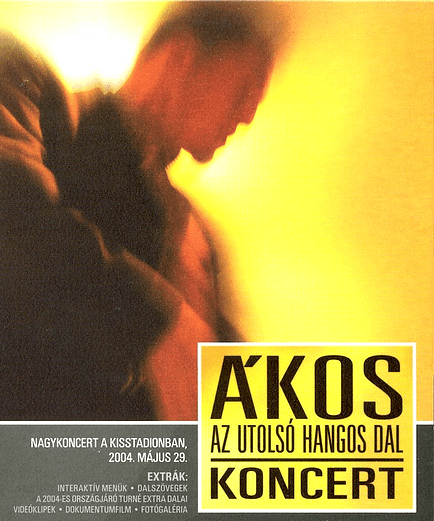 ÁKOS
AZ UTOLSÓ HANGOS DAL
KONCERT
NAGYKONCERT A KISSTADIONBAN,
2004. MÁJUS 29.
EXTRÁK:
INTERAKTÍV MENÜK • DALSZÖVEGEK
A 2004-ES ORSZÁGJÁRÓ TURNÉ EXTRA DALAI
VIDEÓKLIPEK • DOKUMENTUMFILM • FOTÓGALÉRIA